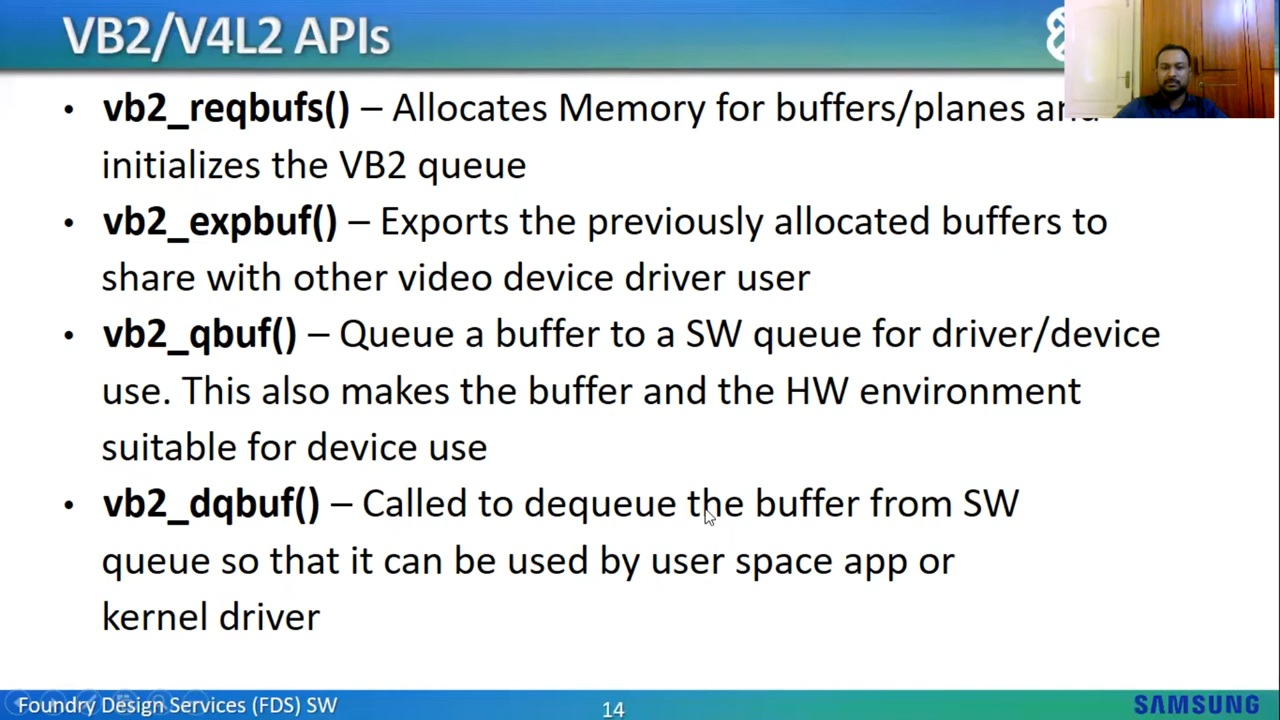 VB2/V4L2 APIs
• vb2_reqbufs() – Allocates Memory for buffers/planes and
initializes the VB2 queue
• vb2_expbuf() – Exports the previously allocated buffers to
share with other video device driver user
• vb2_qbuf() – Queue a buffer to a SW queue for driver/device
use. This also makes the buffer and the HW environment
suitable for device use
• vb2_dqbuf() – Called to dequeue the buffer from SW
queue so that it can be used by user space app or
kernel driver
Foundry Design Services (FDS) SW
14
SAMSUNG